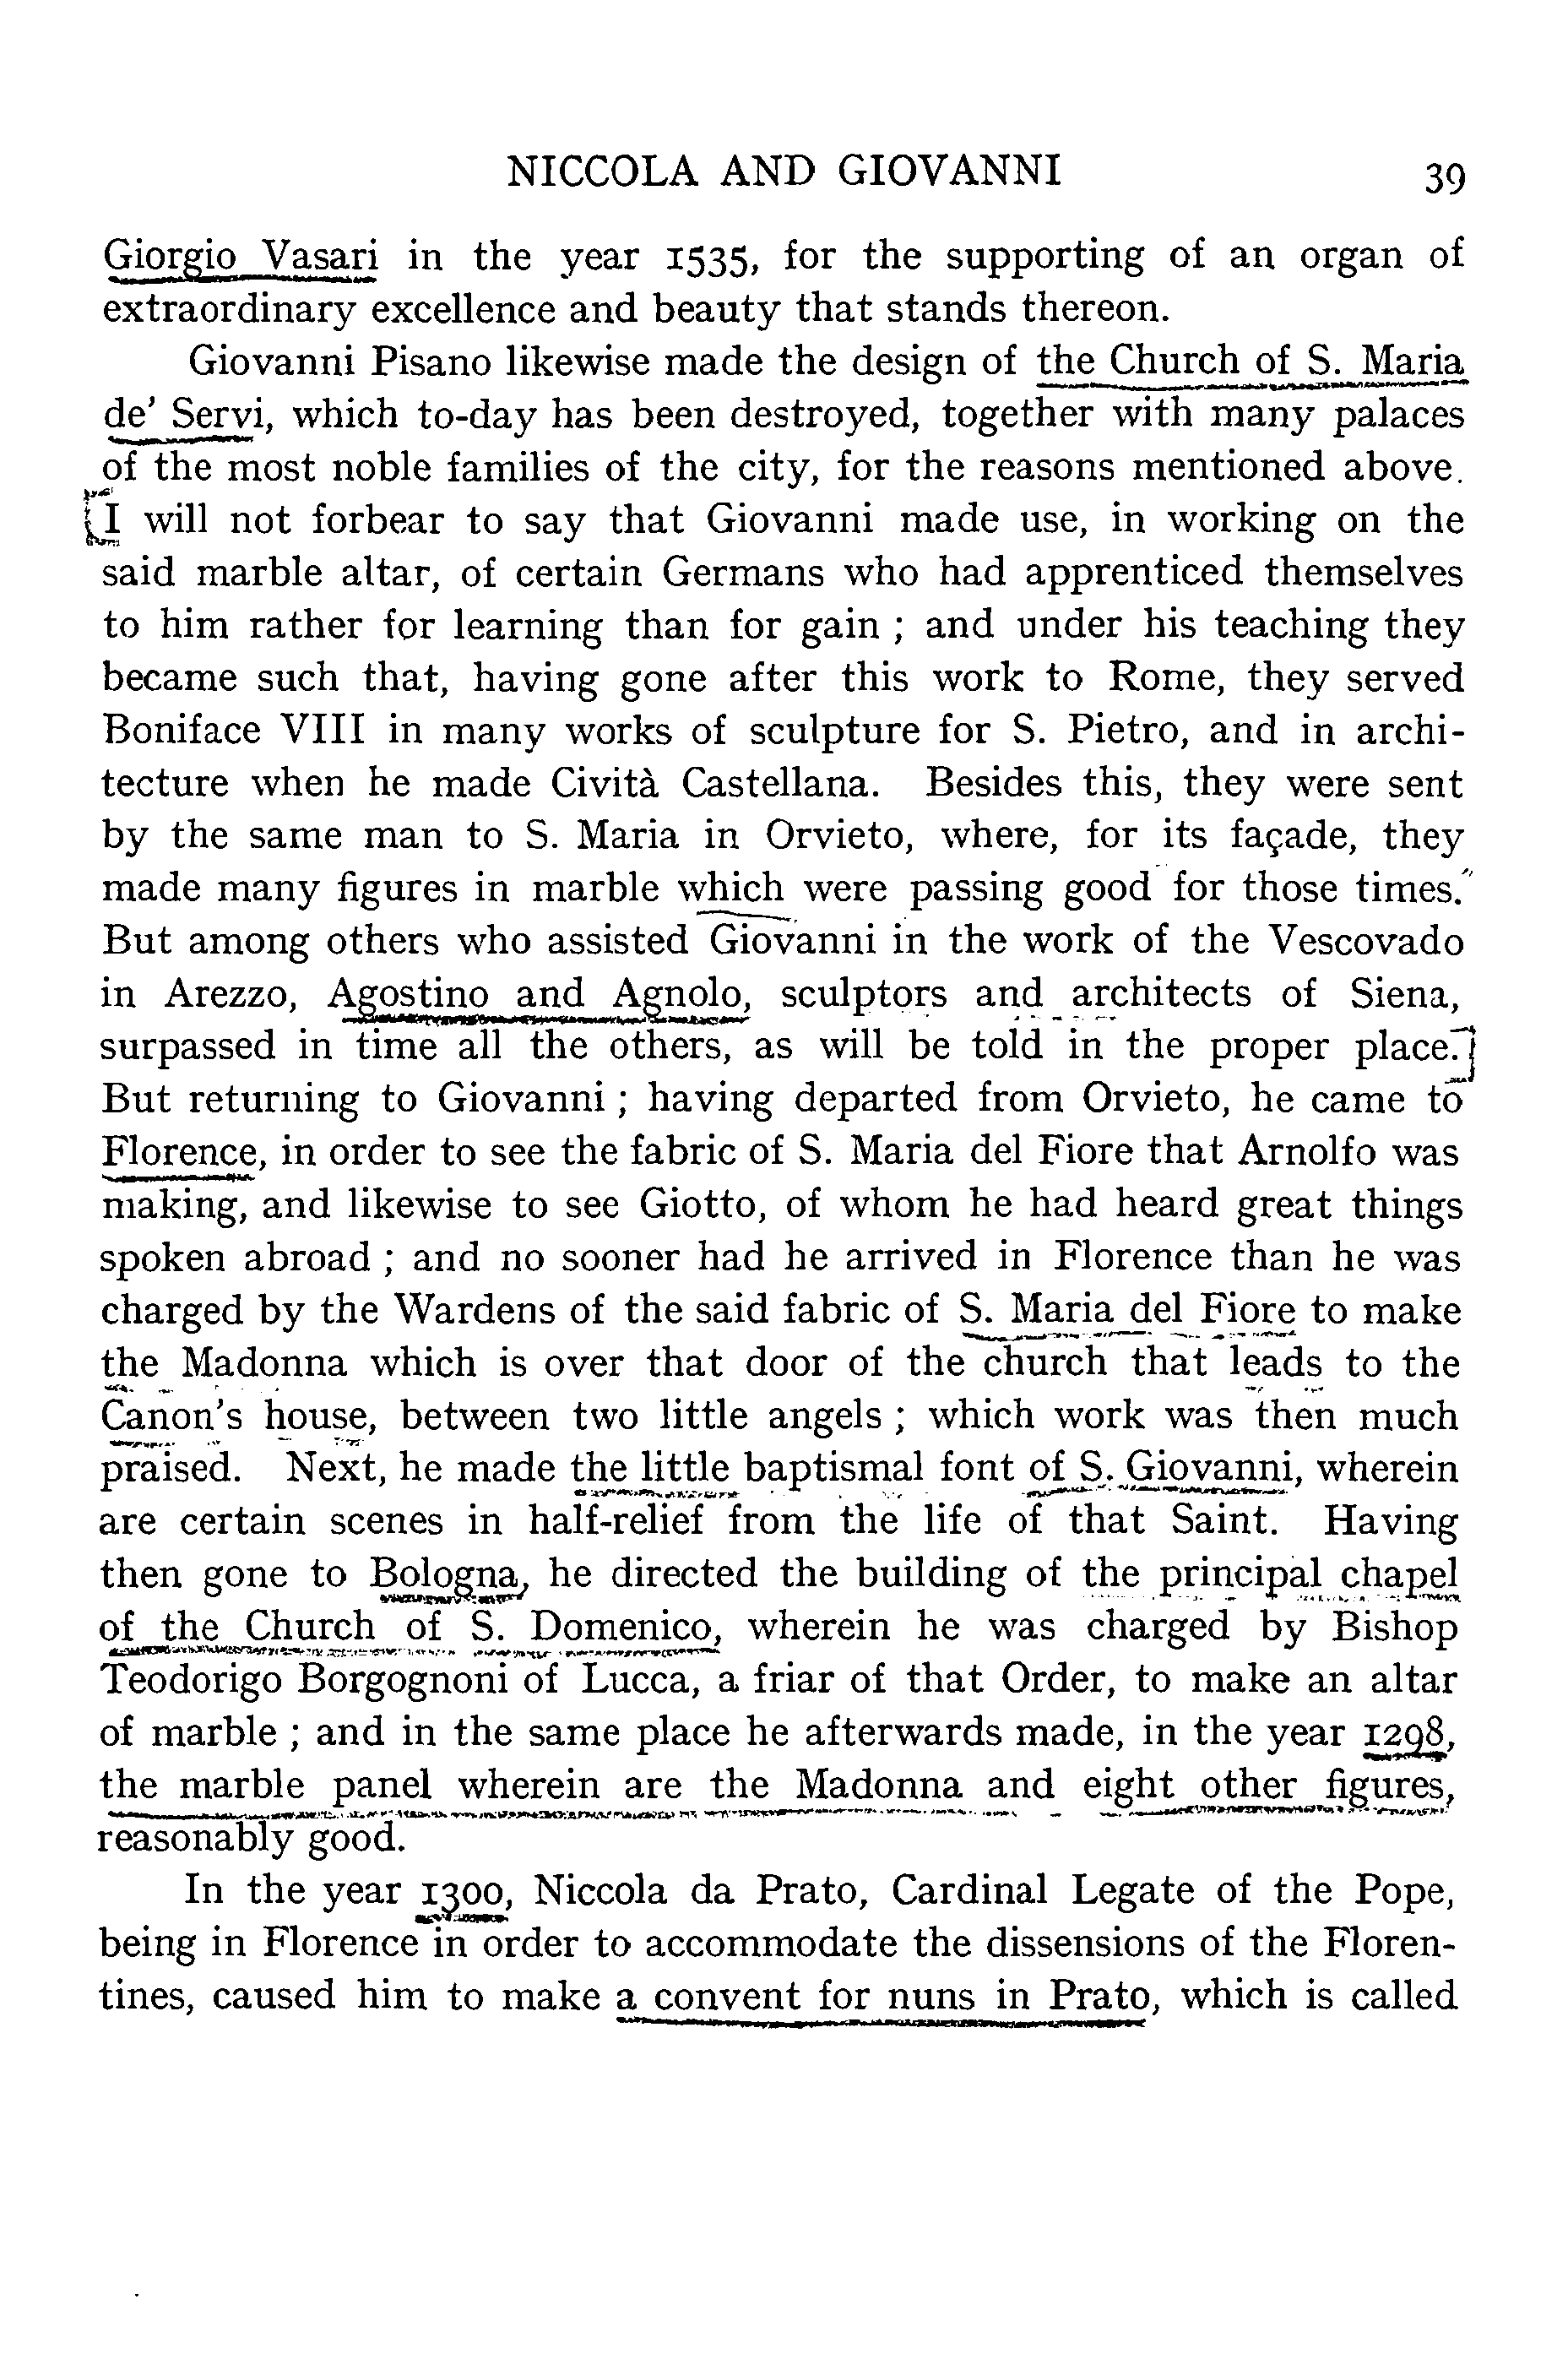 NICCOLA AND GIOVANNI 39
Giorgio Vasari in the year 1535, for the supporting of an organ of
extraordinary excellence and beauty that stands thereon.
Giovanni Pisano likewise made the design of the Church of S. Maria
de' Servi, which to-day has been destroyed, together with many palaces
of the most noble families of the city, for the reasons mentioned above.
[I will not forbear to say that Giovanni made use, in working on the
said marble altar, of certain Germans who had apprenticed themselves
to him rather for learning than for gain ; and under his teaching they
became such that, having gone after this work to Rome, they served
Boniface VIII in many works of sculpture for S. Pietro, and in archi-
tecture when he made Cività Castellana. Besides this, they were sent
by the same man to S. Maria in Orvieto, where, for its façade, they
made many figures in marble which were passing good for those times.
But among others who assisted Giovanni in the work of the Vescovado
in Arezzo, Agostino and Agnolo, sculptors and architects of Siena,
surpassed in time all the others, as will be told in the proper place.]
But returning to Giovanni ; having departed from Orvieto, he came to
Florence, in order to see the fabric of S. Maria del Fiore that Arnolfo was
making, and likewise to see Giotto, of whom he had heard great things
spoken abroad ; and no sooner had he arrived in Florence than he was
charged by the Wardens of the said fabric of S. Maria del Fiore to make
the Madonna which is over that door of the church that leads to the
Canon's house, between two little angels ; which work was then much
praised. Next, he made the little baptismal font of S. Giovanni, wherein
are certain scenes in half-relief from the life of that Saint. Having
then gone to Bologna, he directed the building of the principal chapel
of the Church of S. Domenico, wherein he was charged by Bishop
Teodorigo Borgognoni of Lucca, a friar of that Order, to make an altar
of marble ; and in the same place he afterwards made, in the year 1298,
the marble panel wherein are the Madonna and eight other figures,
reasonably good.
In the year 1300, Niccola da Prato, Cardinal Legate of the Pope,
being in Florence in order to accommodate the dissensions of the Floren-
tines, caused him to make a convent for nuns in Prato, which is called